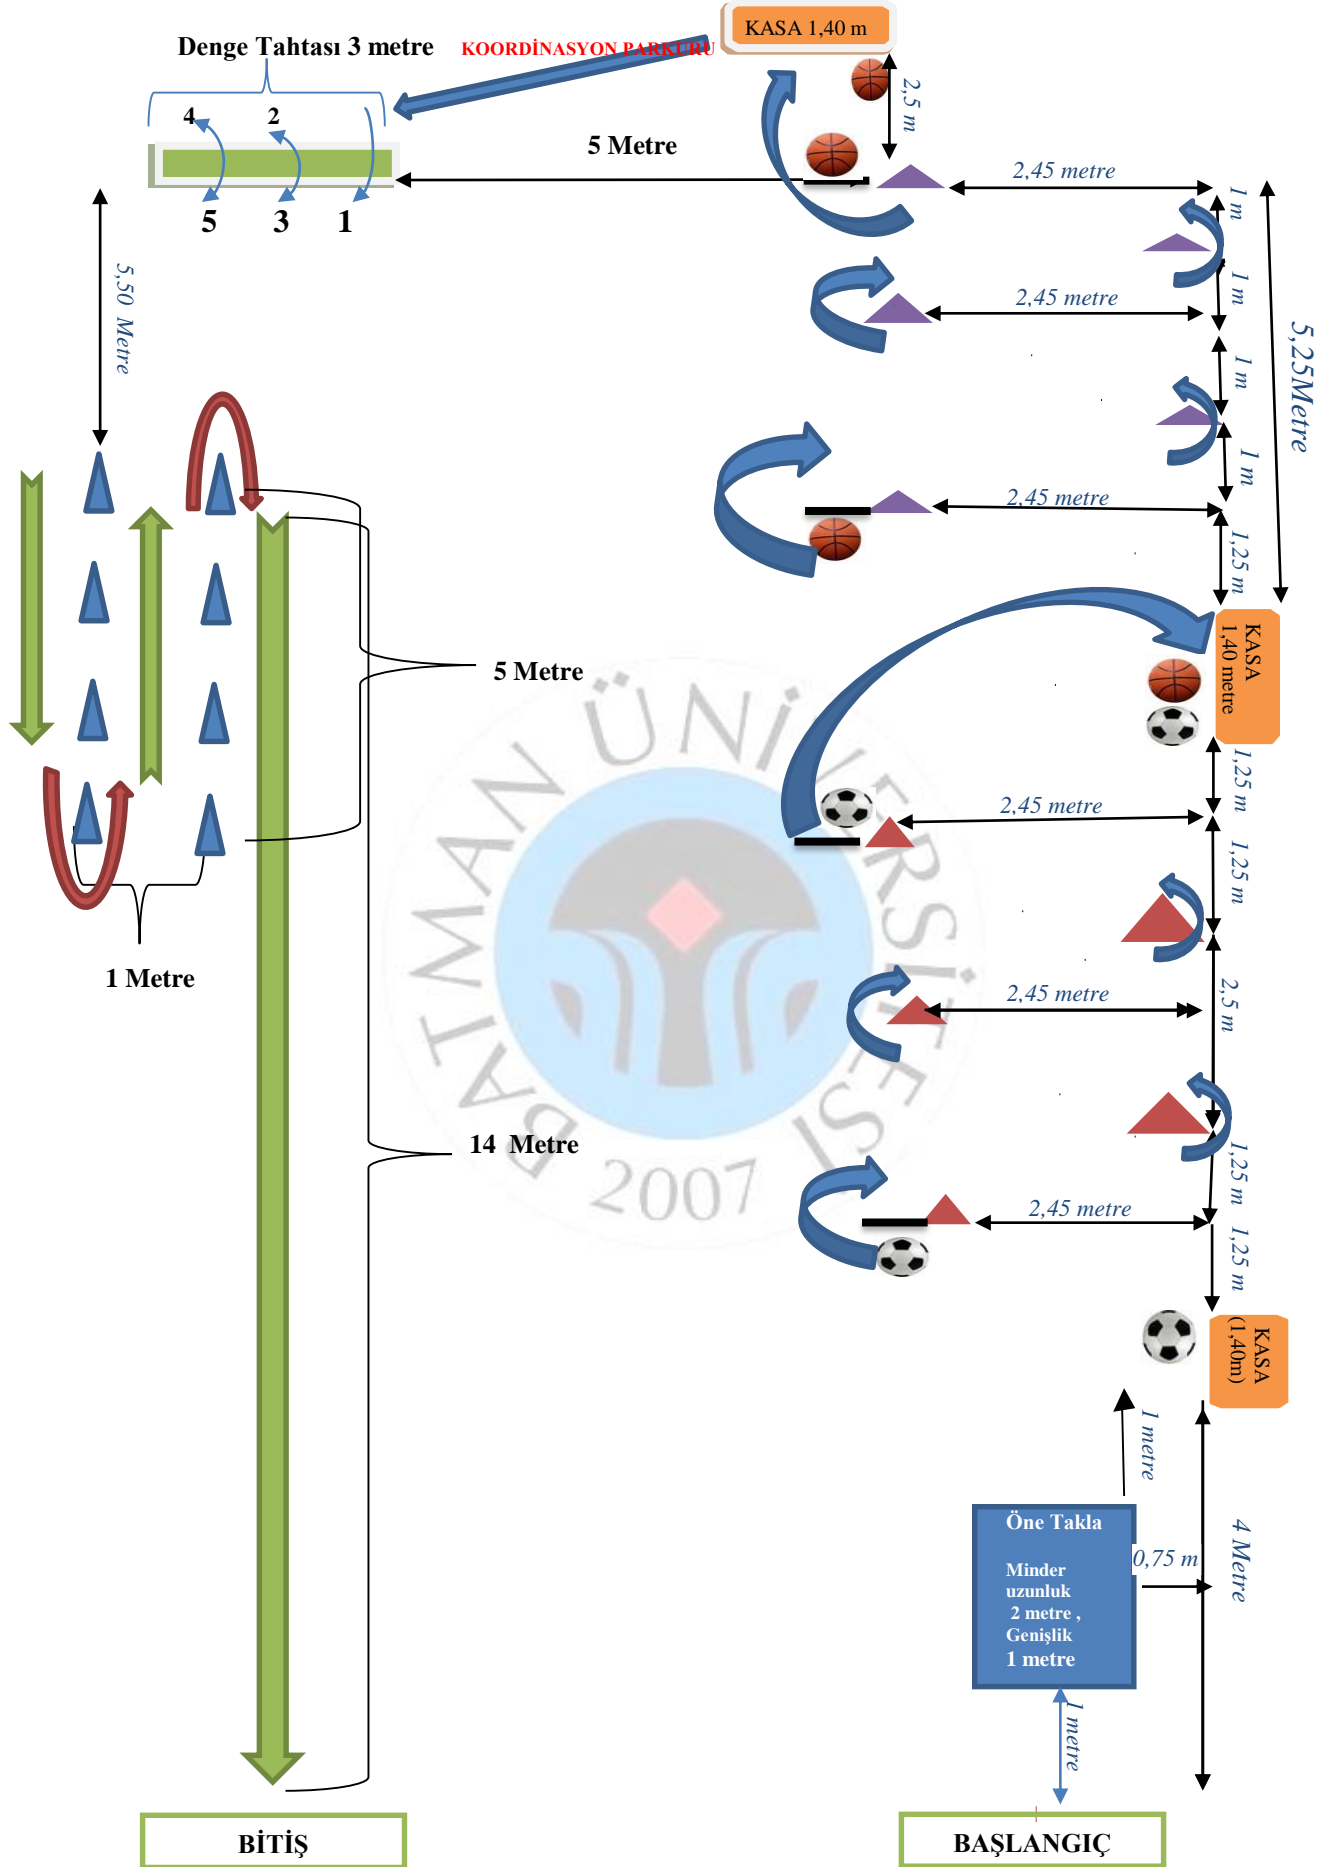 KASA 1,40 m
Denge Tahtası 3 metre
KOORDİNASYON PARKURU
2,5 m
4
2
5 Metre
2,45 metre
5
3
1
1 m
5,50 Metre
1 m
2,45 metre
5,25Metre
1 m
1 m
2,45 metre
1,25 m
KASA
1,40 metre
5 Metre
1,25 m
2,45 metre
1,25 m
1 Metre
2,45 metre
2,5 m
14 Metre
1,25 m
2,45 metre
1,25 m
BATMAN ÜNİVERSİTESİ
2007
KASA
(1,40m)
1 metre
Öne Takla
Minder
uzunluk
2 metre ,
Genişlik
1 metre
0,75 m
4 Metre
1 metre
BİTİŞ
BAŞLANGIÇ